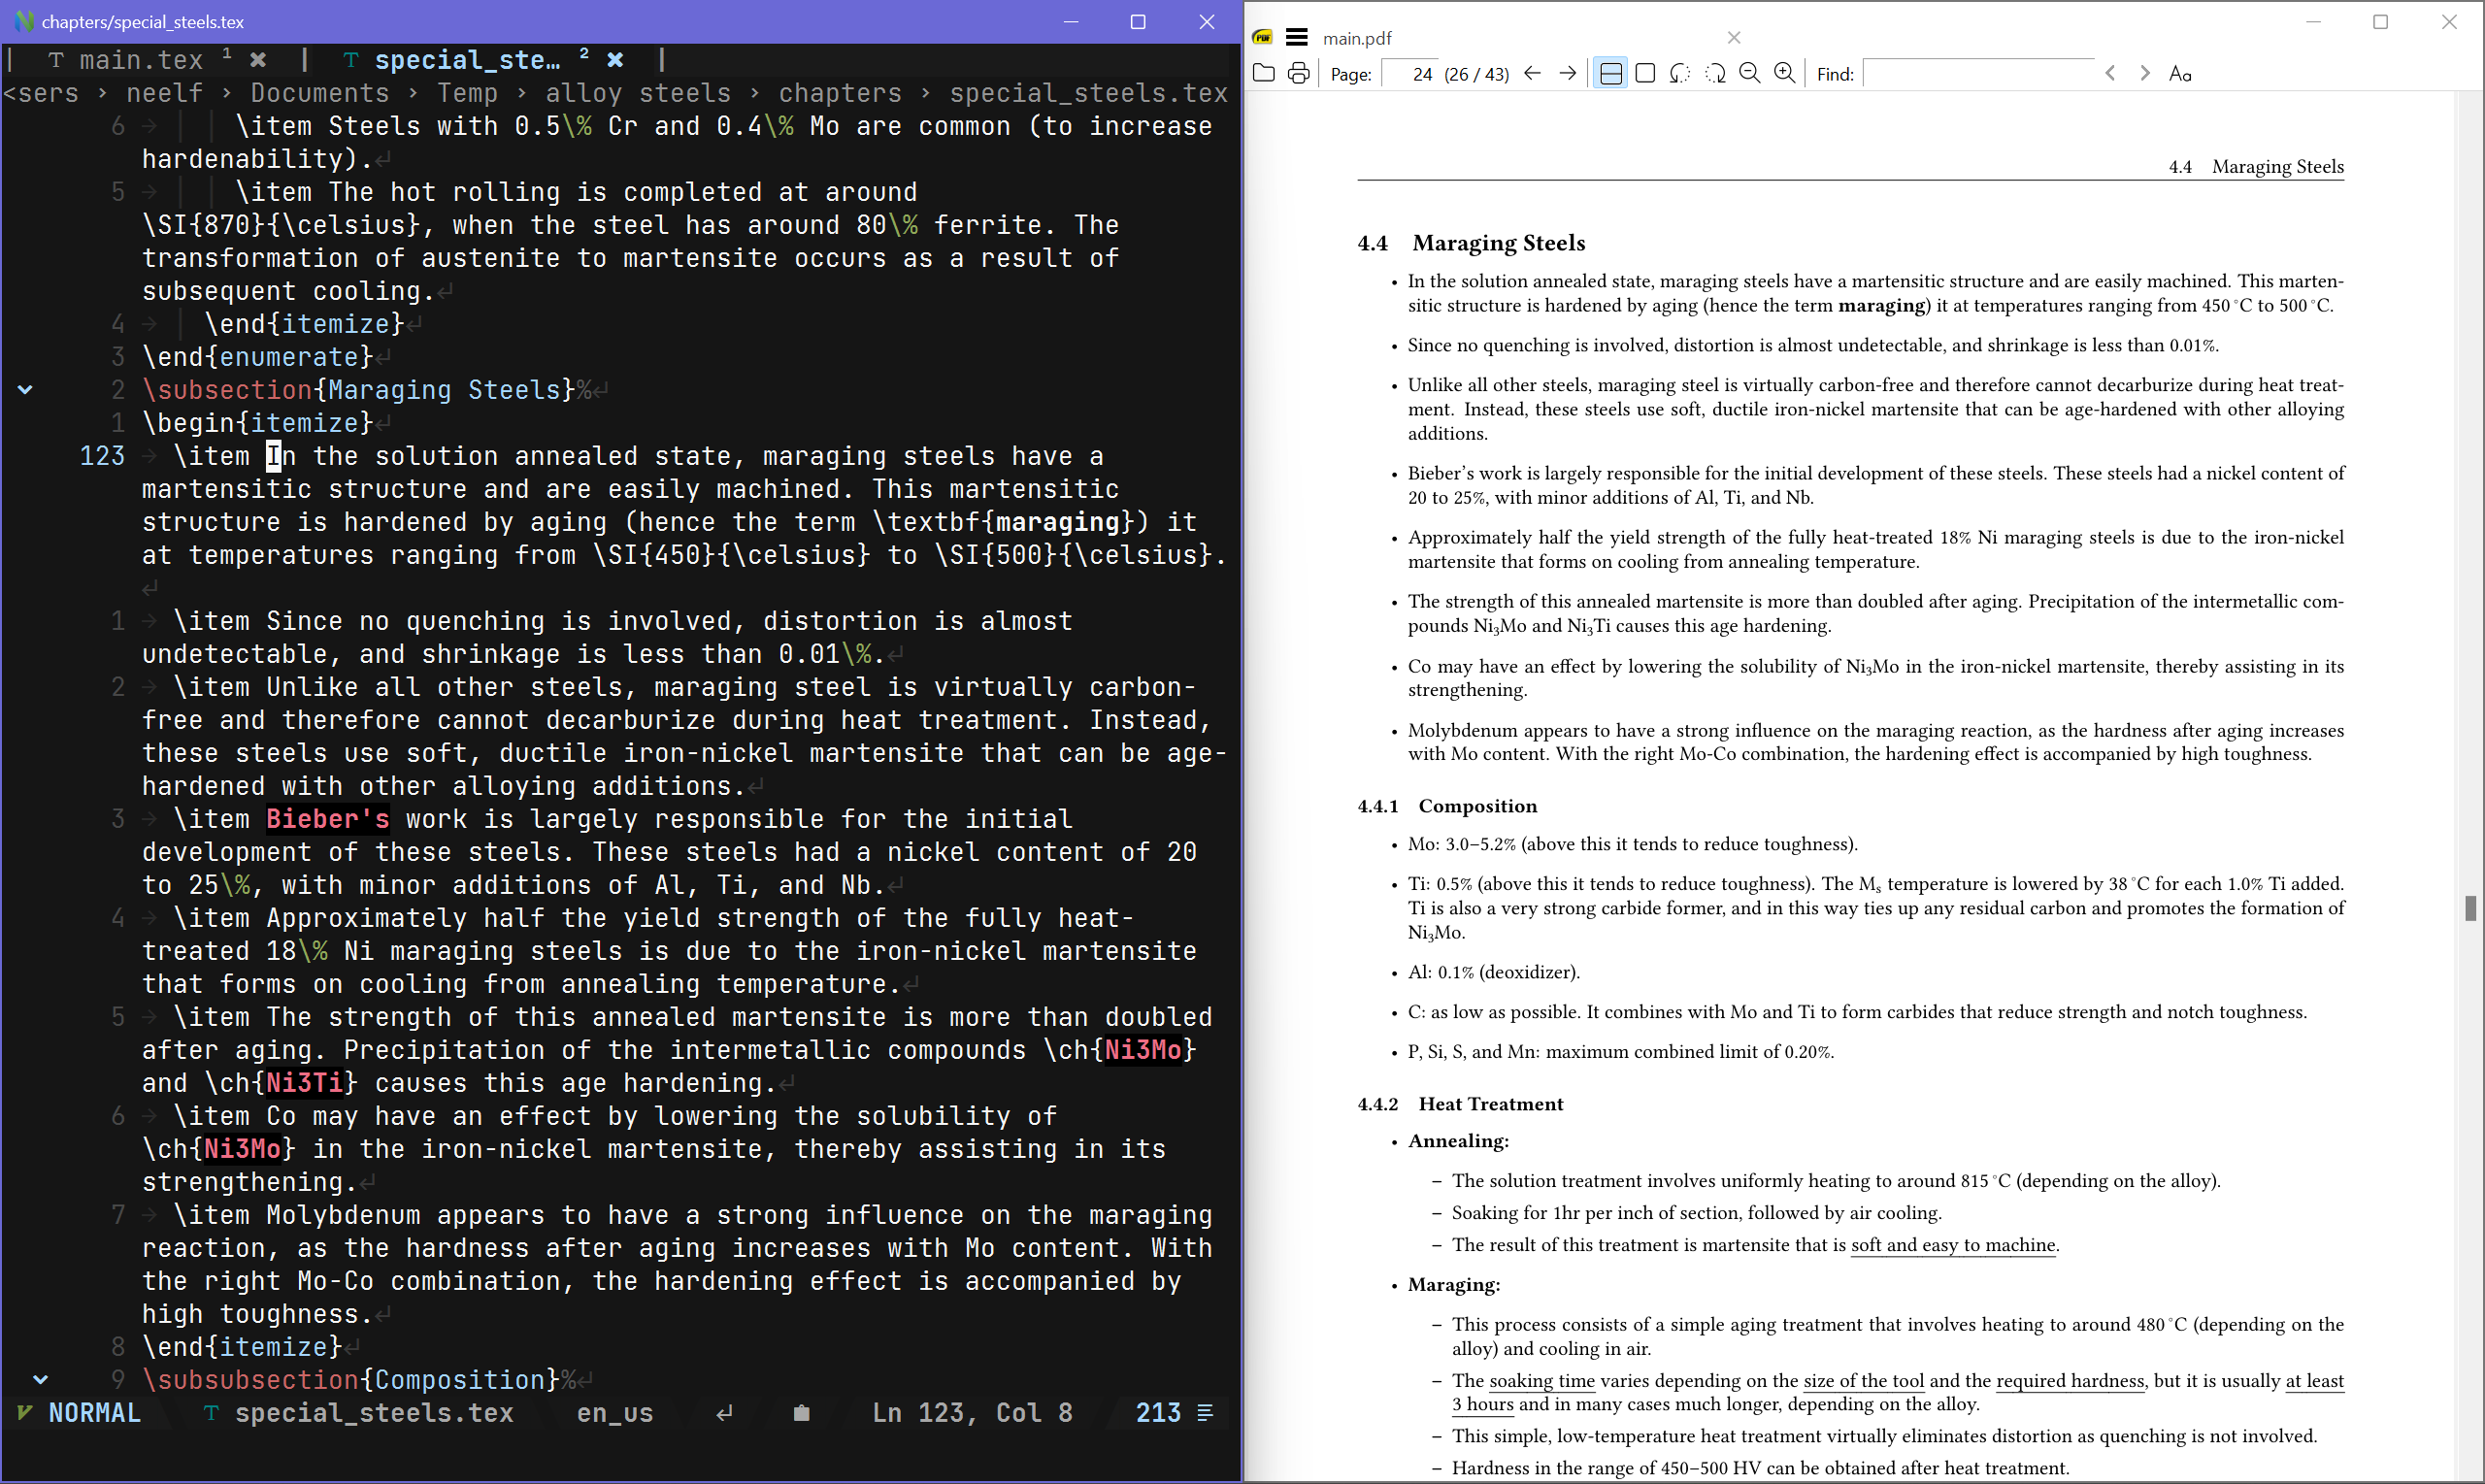 chapters/special_steels.tex
main.tex 1 | special_ste… 2 |
<sers › neelf › Documents › Temp › alloy steels › chapters › special_steels.tex
6 \item Steels with 0.5\% Cr and 0.4\% Mo are common (to increase
hardenability).
5 \item The hot rolling is completed at around
\SI{870}{\celsius}, when the steel has around 80\% ferrite. The
transformation of austenite to martensite occurs as a result of
subsequent cooling.
4 \end{itemize}
3 \end{enumerate}
2 \subsection{Maraging Steels}%
1 \begin{itemize}
123 \item In the solution annealed state, maraging steels have a
martensitic structure and are easily machined. This martensitic
structure is hardened by aging (hence the term \textbf{maraging}) it
at temperatures ranging from \SI{450}{\celsius} to \SI{500}{\celsius}.
1 \item Since no quenching is involved, distortion is almost
undetectable, and shrinkage is less than 0.01\%.
2 \item Unlike all other steels, maraging steel is virtually carbon-
free and therefore cannot decarburize during heat treatment. Instead,
these steels use soft, ductile iron-nickel martensite that can be age-
hardened with other alloying additions.
3 \item Bieber's work is largely responsible for the initial
development of these steels. These steels had a nickel content of 20
to 25\%, with minor additions of Al, Ti, and Nb.
4 \item Approximately half the yield strength of the fully heat-
treated 18\% Ni maraging steels is due to the iron-nickel martensite
that forms on cooling from annealing temperature.
5 \item The strength of this annealed martensite is more than doubled
after aging. Precipitation of the intermetallic compounds \ch{Ni3Mo}
and \ch{Ni3Ti} causes this age hardening.
6 \item Co may have an effect by lowering the solubility of
\ch{Ni3Mo} in the iron-nickel martensite, thereby assisting in its
strengthening.
7 \item Molybdenum appears to have a strong influence on the maraging
reaction, as the hardness after aging increases with Mo content. With
the right Mo-Co combination, the hardening effect is accompanied by
high toughness.
8 \end{itemize}
9 \subsubsection{Composition}%
NORMAL special_steels.tex en_us Ln 123, Col 8 213
main.pdf
Page: 24 (26 / 43) Find: Aa
4.4 Maraging Steels
4.4 Maraging Steels
• In the solution annealed state, maraging steels have a martensitic structure and are easily machined. This marten-
sitic structure is hardened by aging (hence the term maraging) it at temperatures ranging from 450 °C to 500 °C.
• Since no quenching is involved, distortion is almost undetectable, and shrinkage is less than 0.01%.
• Unlike all other steels, maraging steel is virtually carbon-free and therefore cannot decarburize during heat treat-
ment. Instead, these steels use soft, ductile iron-nickel martensite that can be age-hardened with other alloying
additions.
• Bieber’s work is largely responsible for the initial development of these steels. These steels had a nickel content of
20 to 25%, with minor additions of Al, Ti, and Nb.
• Approximately half the yield strength of the fully heat-treated 18% Ni maraging steels is due to the iron-nickel
martensite that forms on cooling from annealing temperature.
• The strength of this annealed martensite is more than doubled after aging. Precipitation of the intermetallic com-
pounds Ni₃Mo and Ni₃Ti causes this age hardening.
• Co may have an effect by lowering the solubility of Ni₃Mo in the iron-nickel martensite, thereby assisting in its
strengthening.
• Molybdenum appears to have a strong influence on the maraging reaction, as the hardness after aging increases
with Mo content. With the right Mo-Co combination, the hardening effect is accompanied by high toughness.
4.4.1 Composition
• Mo: 3.0–5.2% (above this it tends to reduce toughness).
• Ti: 0.5% (above this it tends to reduce toughness). The Mₛ temperature is lowered by 38 °C for each 1.0% Ti added.
Ti is also a very strong carbide former, and in this way ties up any residual carbon and promotes the formation of
Ni₃Mo.
• Al: 0.1% (deoxidizer).
• C: as low as possible. It combines with Mo and Ti to form carbides that reduce strength and notch toughness.
• P, Si, S, and Mn: maximum combined limit of 0.20%.
4.4.2 Heat Treatment
• Annealing:
– The solution treatment involves uniformly heating to around 815 °C (depending on the alloy).
– Soaking for 1hr per inch of section, followed by air cooling.
– The result of this treatment is martensite that is soft and easy to machine.
• Maraging:
– This process consists of a simple aging treatment that involves heating to around 480 °C (depending on the
alloy) and cooling in air.
– The soaking time varies depending on the size of the tool and the required hardness, but it is usually at least
3 hours and in many cases much longer, depending on the alloy.
– This simple, low-temperature heat treatment virtually eliminates distortion as quenching is not involved.
– Hardness in the range of 450–500 HV can be obtained after heat treatment.